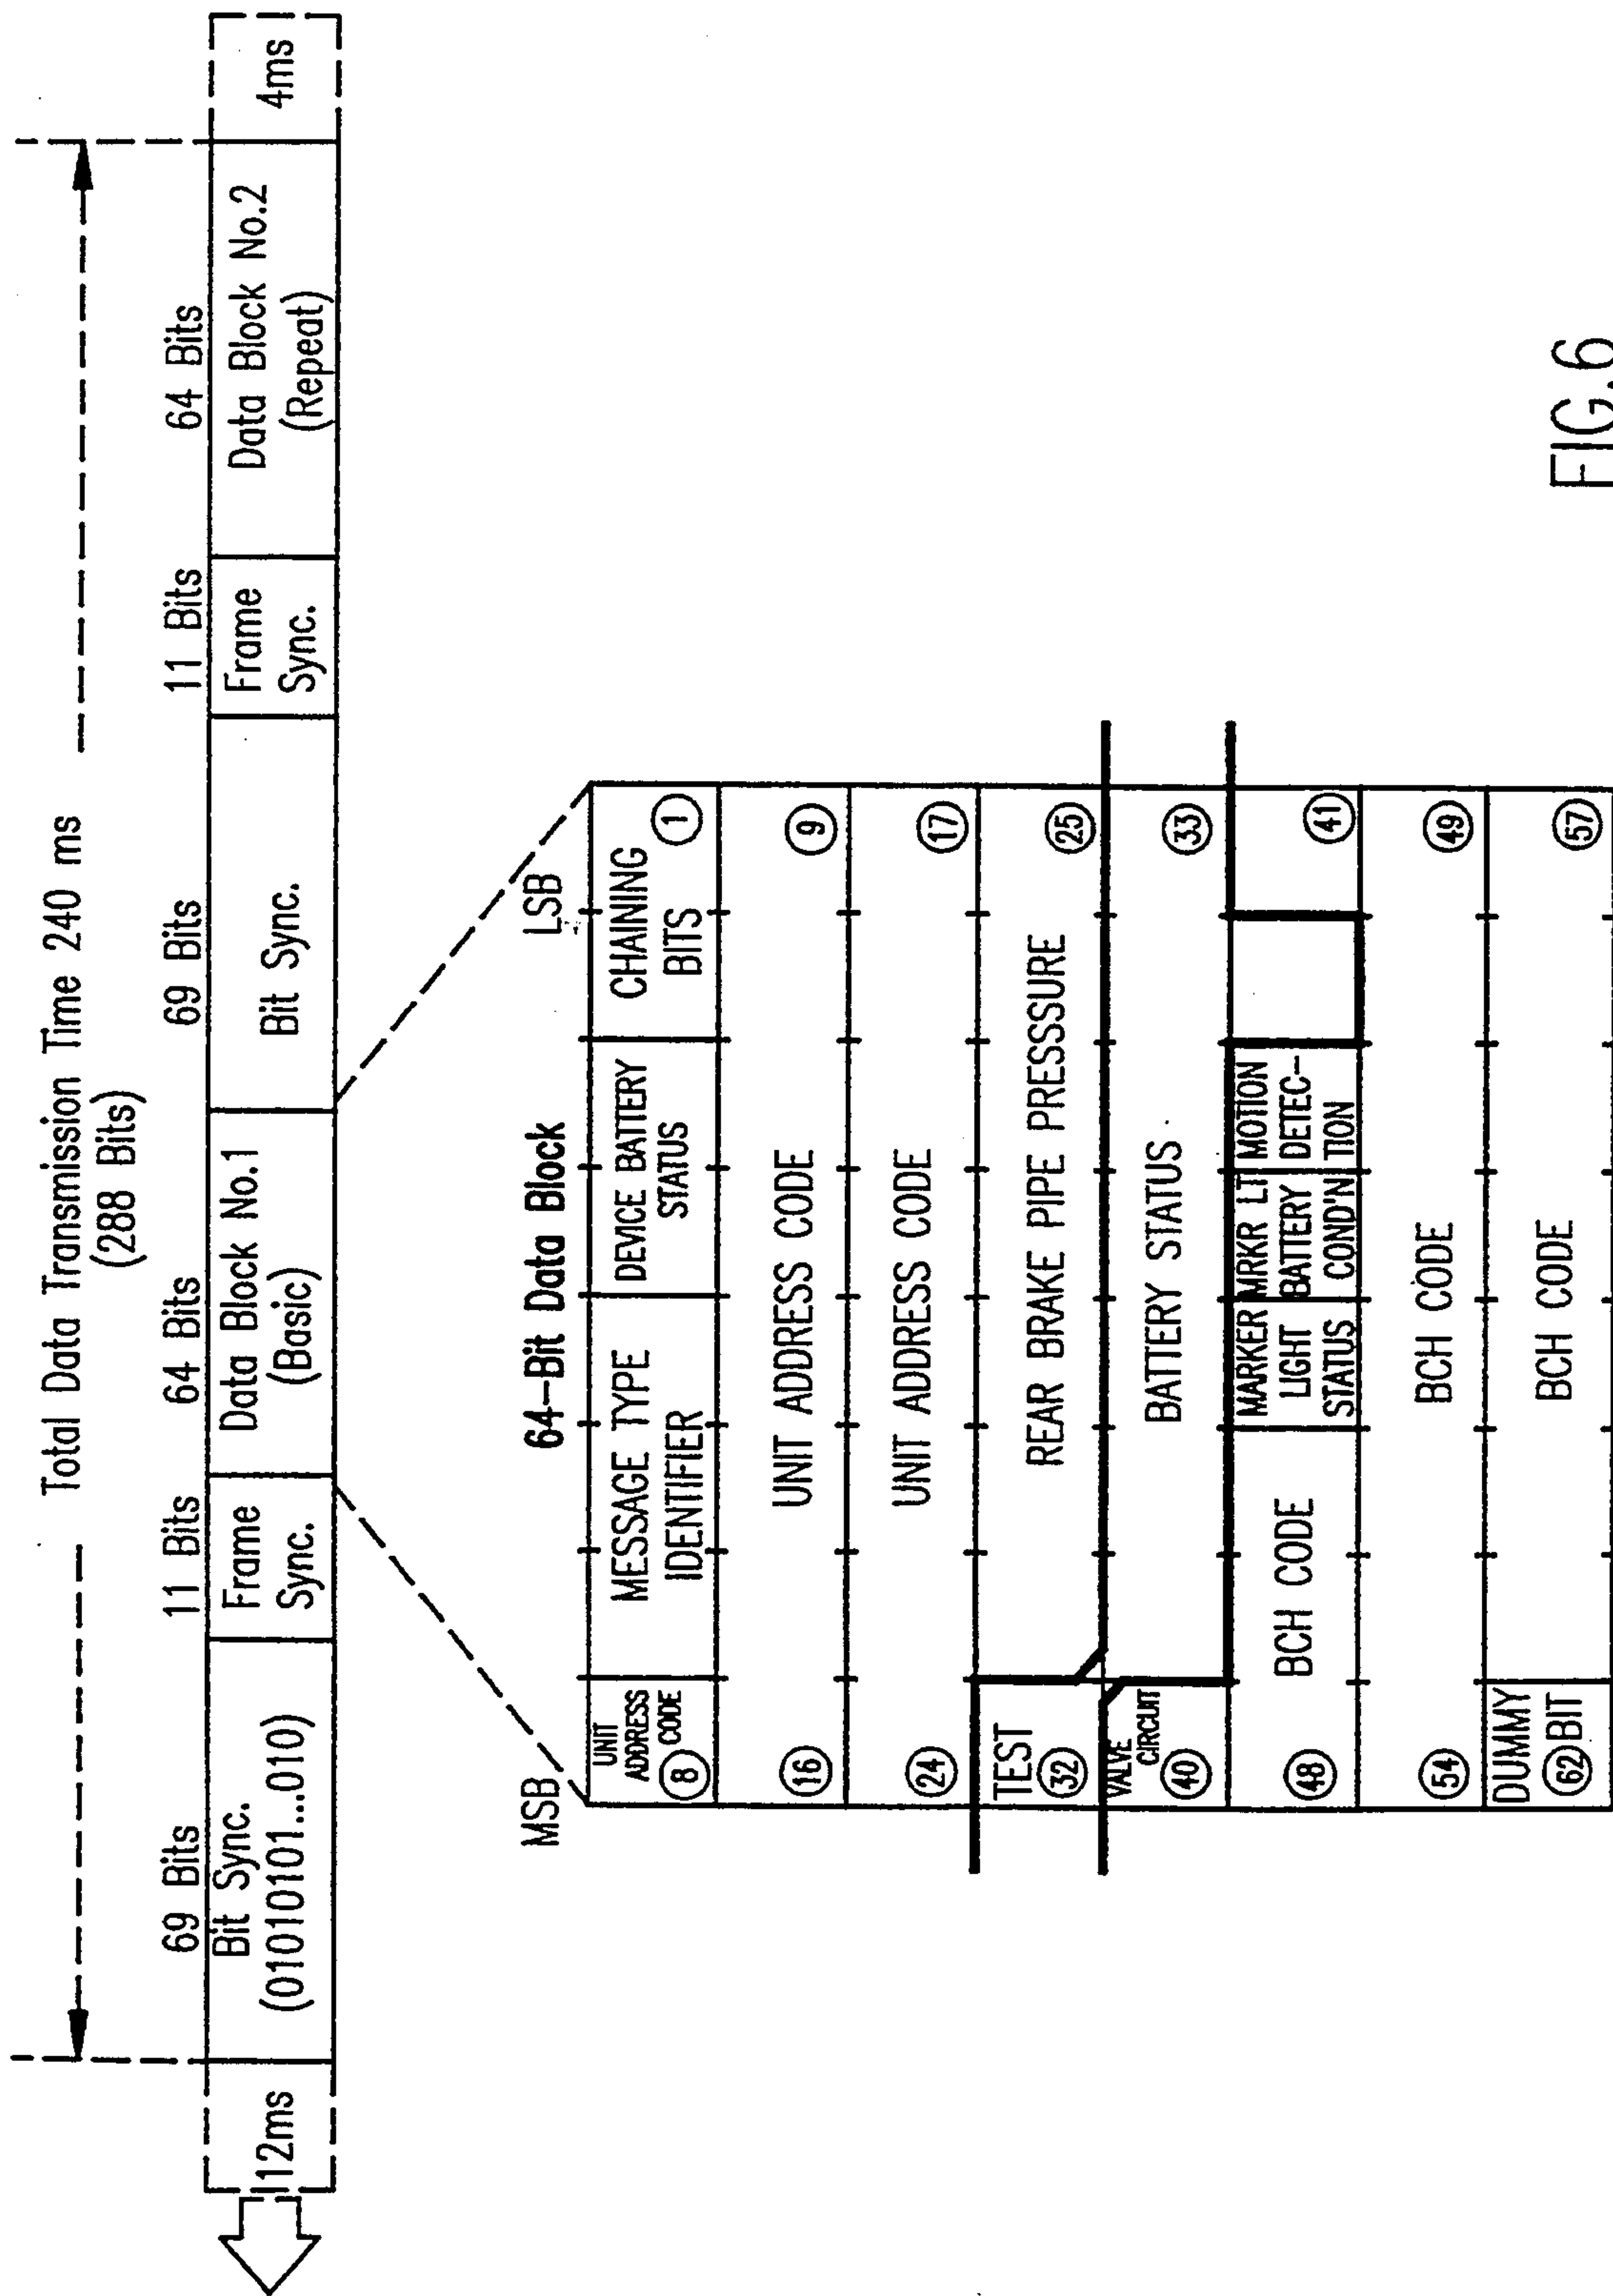 Total Data Transmission Time 240 ms
(288 Bits)
69 Bits
11 Bits
64 Bits
69 Bits
11 Bits
64 Bits
12ms
Bit Sync.
(01010101...010)
Frame
Sync.
Data Block No.1
(Basic)
Bit Sync.
Frame
Sync.
Data Block No.2
(Repeat)
4ms
64-Bit Data Block
MSB
LSB
UNIT
ADDRESS
CODE
8
MESSAGE TYPE
IDENTIFIER
DEVICE BATTERY
STATUS
CHAINING
BITS
1
16
UNIT ADDRESS CODE
9
24
UNIT ADDRESS CODE
17
TEST
32
REAR BRAKE PIPE PRESSSURE
25
VALVE
CIRCUIT
40
BATTERY STATUS
33
48
BCH CODE
MARKER
LIGHT
STATUS
MRKR LT
BATTERY
COND'N
MOTION
DETEC-
TION
41
54
BCH CODE
49
DUMMY
62 BIT
BCH CODE
57
FIG.6